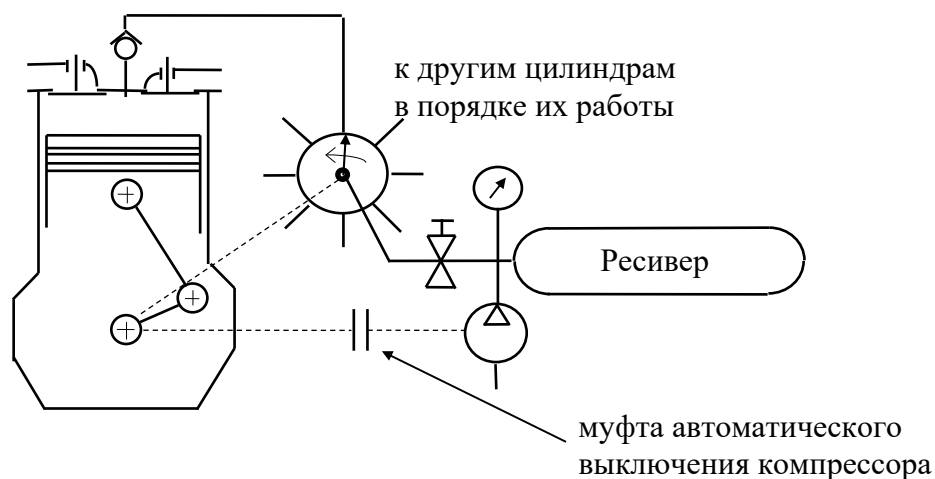 к другим цилиндрам
в порядке их работы
Ресивер
муфта автоматического
выключения компрессора